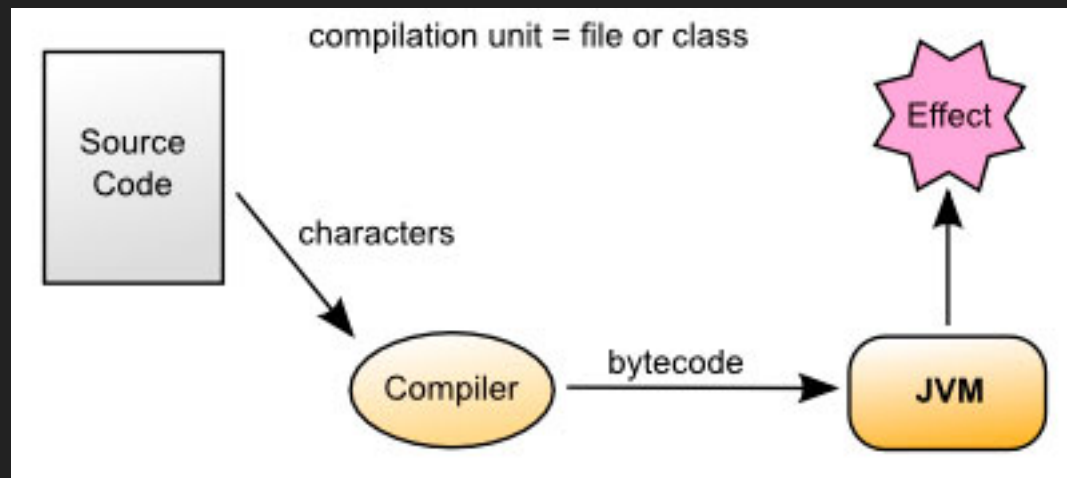 compilation unit = file or class
Source
Code
Effect
characters
bytecode
Compiler
JVM